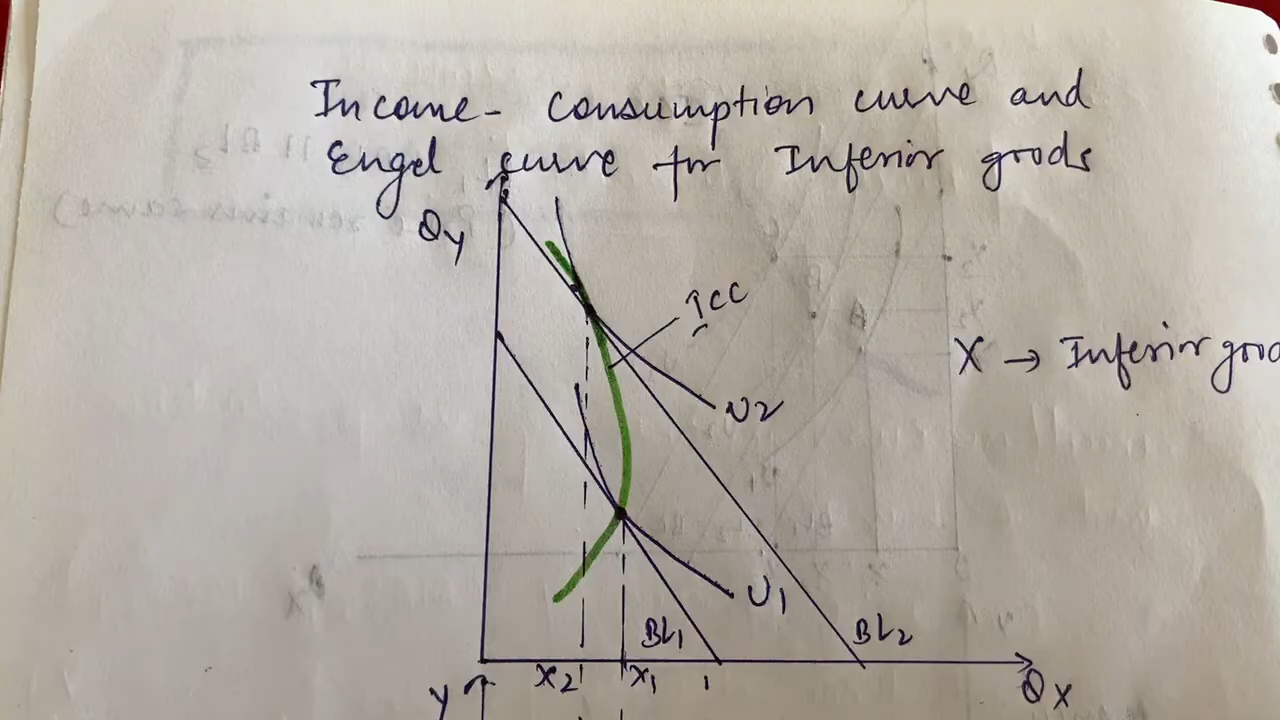 Income- Consumption curve and
Engel curve for Inferior goods
Qy
ICC
X → Inferior good
U2
U1
BL1
BL2
X2
X1
Qx
Y